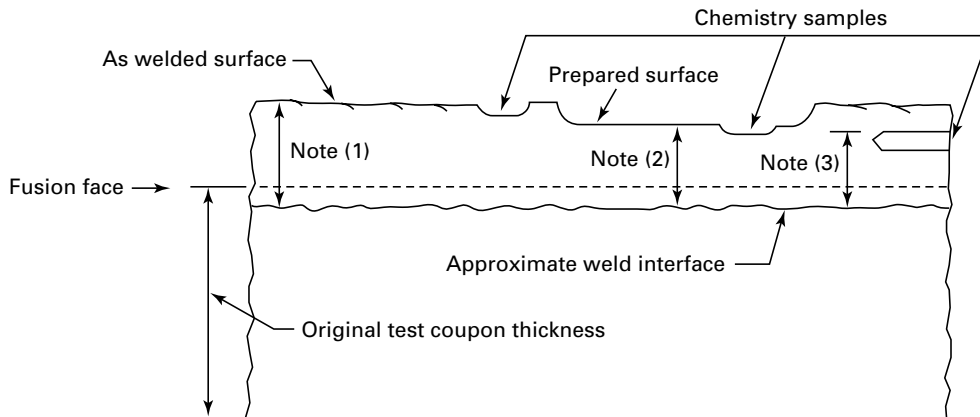 Chemistry samples
As welded surface
Prepared surface
Note (1)
Note (2)
Note (3)
Fusion face
Approximate weld interface
Original test coupon thickness